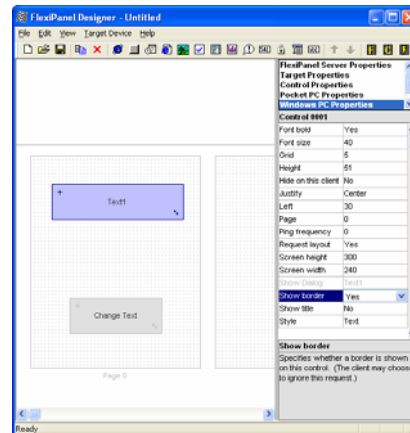 FlexiPanel Designer - Untitled
File Edit View Target Device Help
FlexiPanel Server Properties
Target Properties
Control Properties
Pocket PC Properties
Windows PC Properties
Control 0001
Font bold Yes
Font size 40
Grid 5
Height 51
Hide on this client No
Justify Center
Left 30
Page 0
Ping frequency 0
Request layout Yes
Screen height 300
Screen width 240
Show Dialog Text1
Show border Yes
Show title No
Style Text
Text1
Change Text
Page 0
Show border
Specifies whether a border is shown
on this control. (The client may choose
to ignore this request.)
Ready